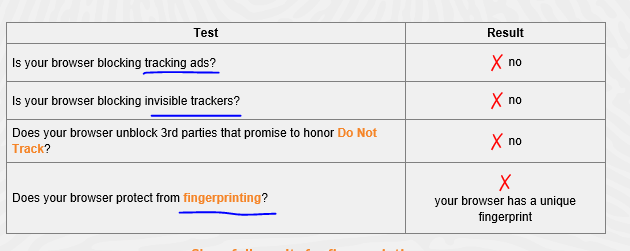 Test Result
Is your browser blocking tracking ads? no
Is your browser blocking invisible trackers? no
Does your browser unblock 3rd parties that promise to honor Do Not
Track? no
Does your browser protect from fingerprinting?
your browser has a unique
fingerprint